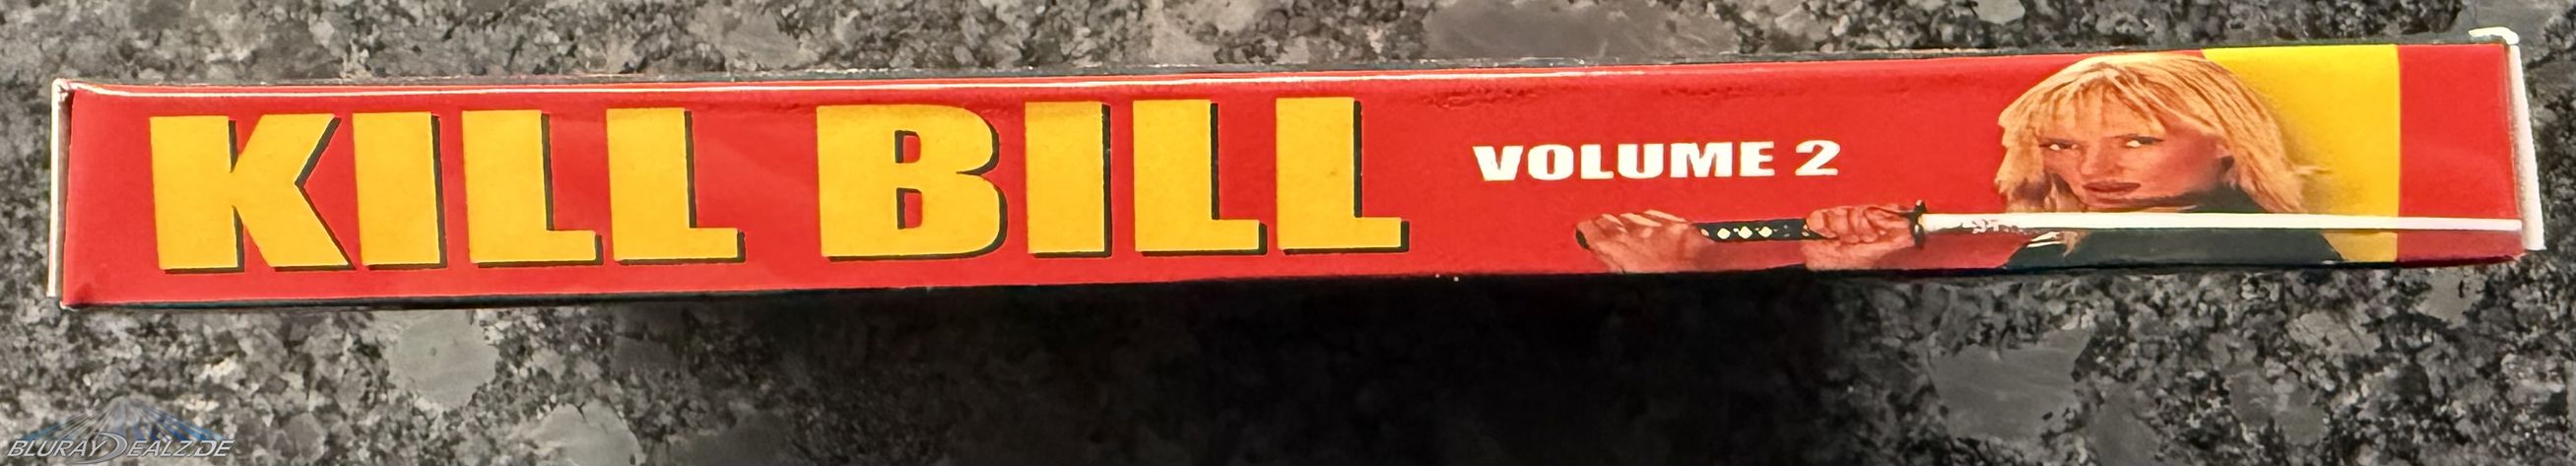 KILL BILL VOLUME 2
BLURAYDEALZ.DE